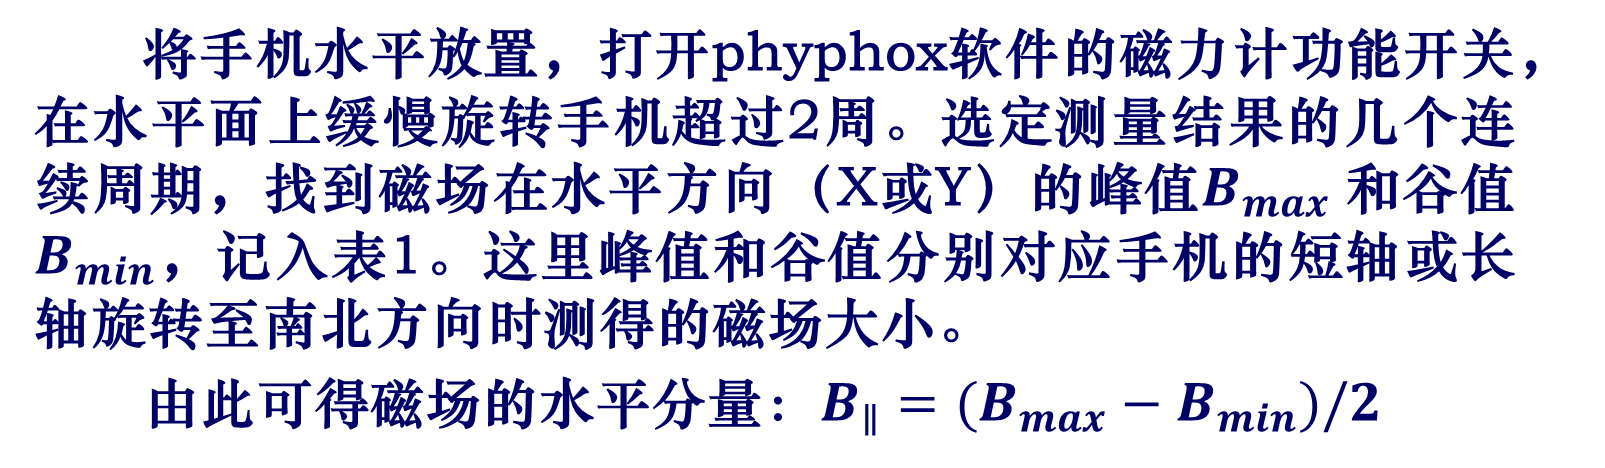 将手机水平放置，打开phyphox软件的磁力计功能开关，
在水平面上缓慢旋转手机超过2周。选定测量结果的几个连
续周期，找到磁场在水平方向（X或Y）的峰值B_max 和谷值
B_min，记入表1。这里峰值和谷值分别对应手机的短轴或长
轴旋转至南北方向时测得的磁场大小。
由此可得磁场的水平分量：B_∥ = (B_max − B_min)/2